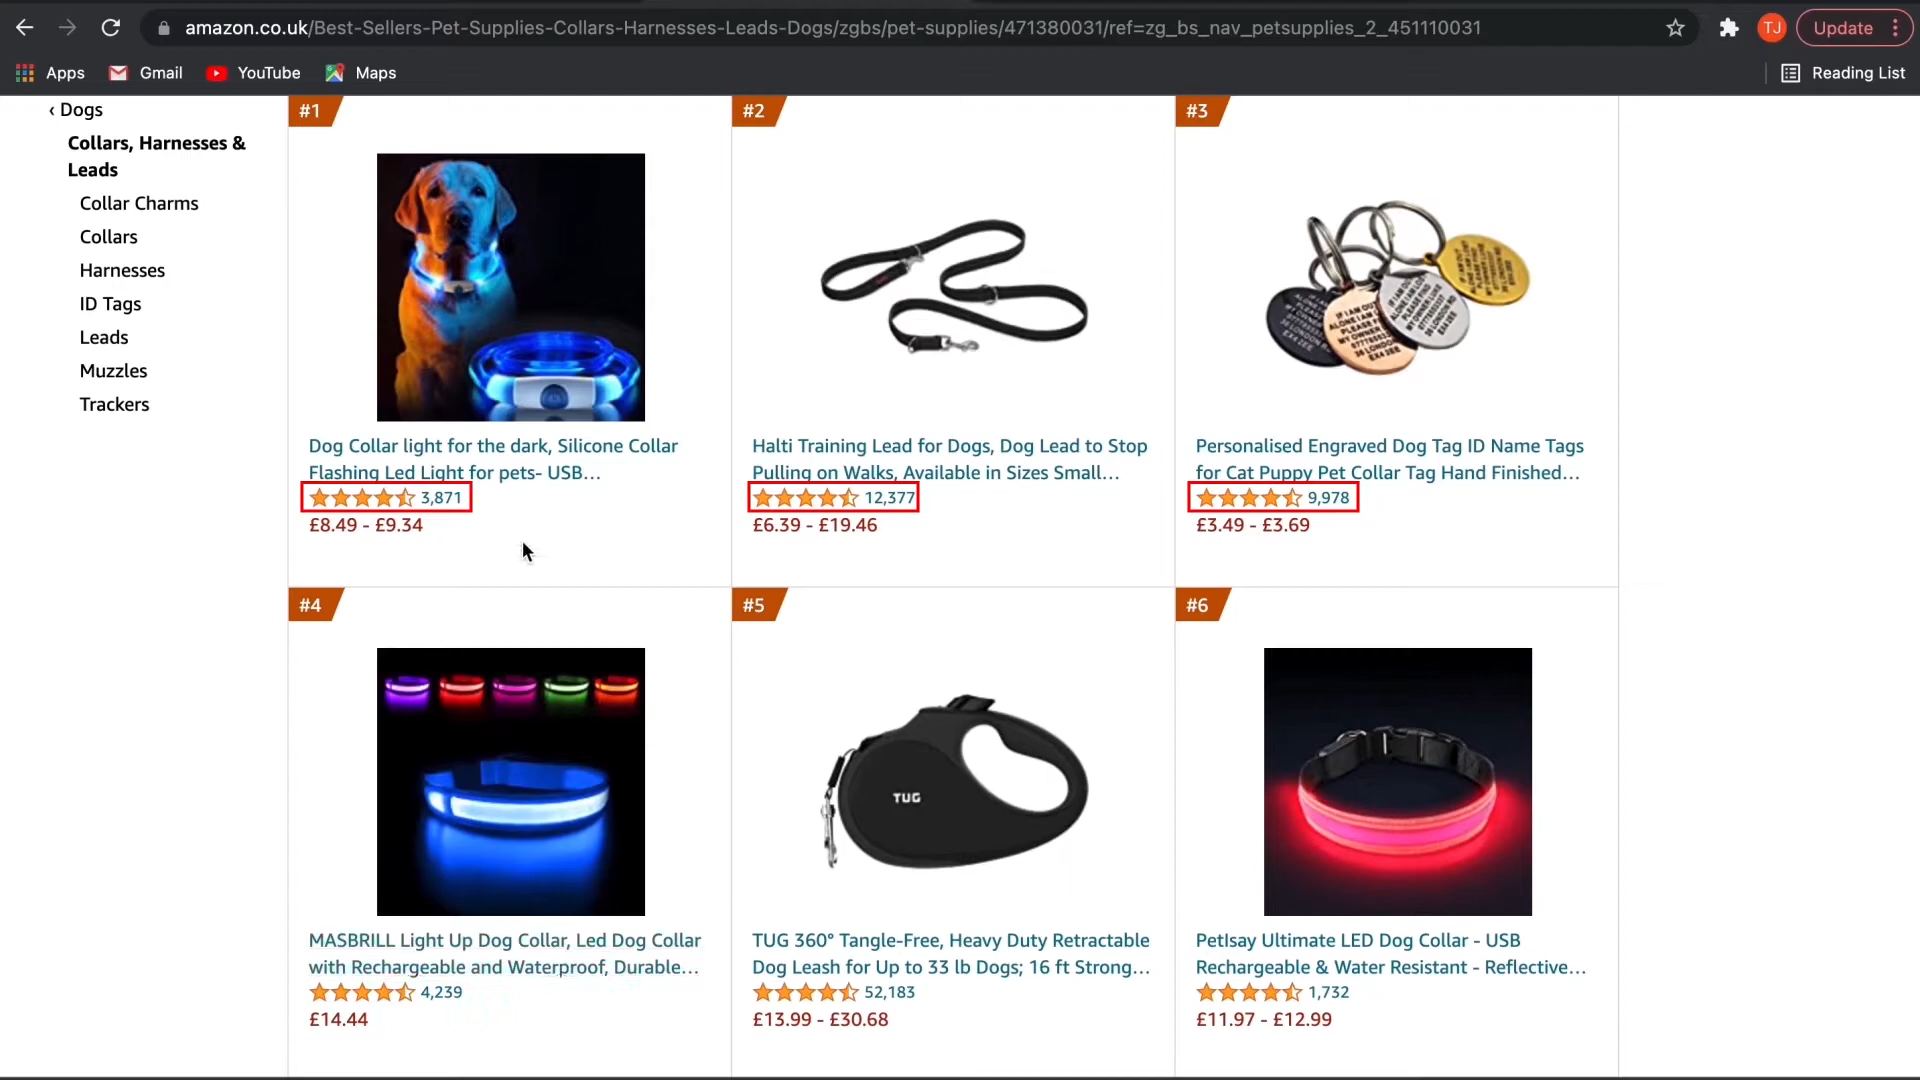 amazon.co.uk/Best-Sellers-Pet-Supplies-Collars-Harnesses-Leads-Dogs/zgbs/pet-supplies/471380031/ref=zg_bs_nav_petsupplies_2_451110031
TJ
Update
Apps
Gmail
YouTube
Maps
Reading List
‹ Dogs
Collars, Harnesses &
Leads
Collar Charms
Collars
Harnesses
ID Tags
Leads
Muzzles
Trackers
#1
Dog Collar light for the dark, Silicone Collar
Flashing Led Light for pets- USB…
3,871
£8.49 - £9.34
#2
Halti Training Lead for Dogs, Dog Lead to Stop
Pulling on Walks, Available in Sizes Small…
12,377
£6.39 - £19.46
#3
Personalised Engraved Dog Tag ID Name Tags
for Cat Puppy Pet Collar Tag Hand Finished…
9,978
£3.49 - £3.69
#4
MASBRILL Light Up Dog Collar, Led Dog Collar
with Rechargeable and Waterproof, Durable…
4,239
£14.44
#5
TUG
TUG 360° Tangle-Free, Heavy Duty Retractable
Dog Leash for Up to 33 lb Dogs; 16 ft Strong…
52,183
£13.99 - £30.68
#6
PetIsay Ultimate LED Dog Collar - USB
Rechargeable & Water Resistant - Reflective…
1,732
£11.97 - £12.99